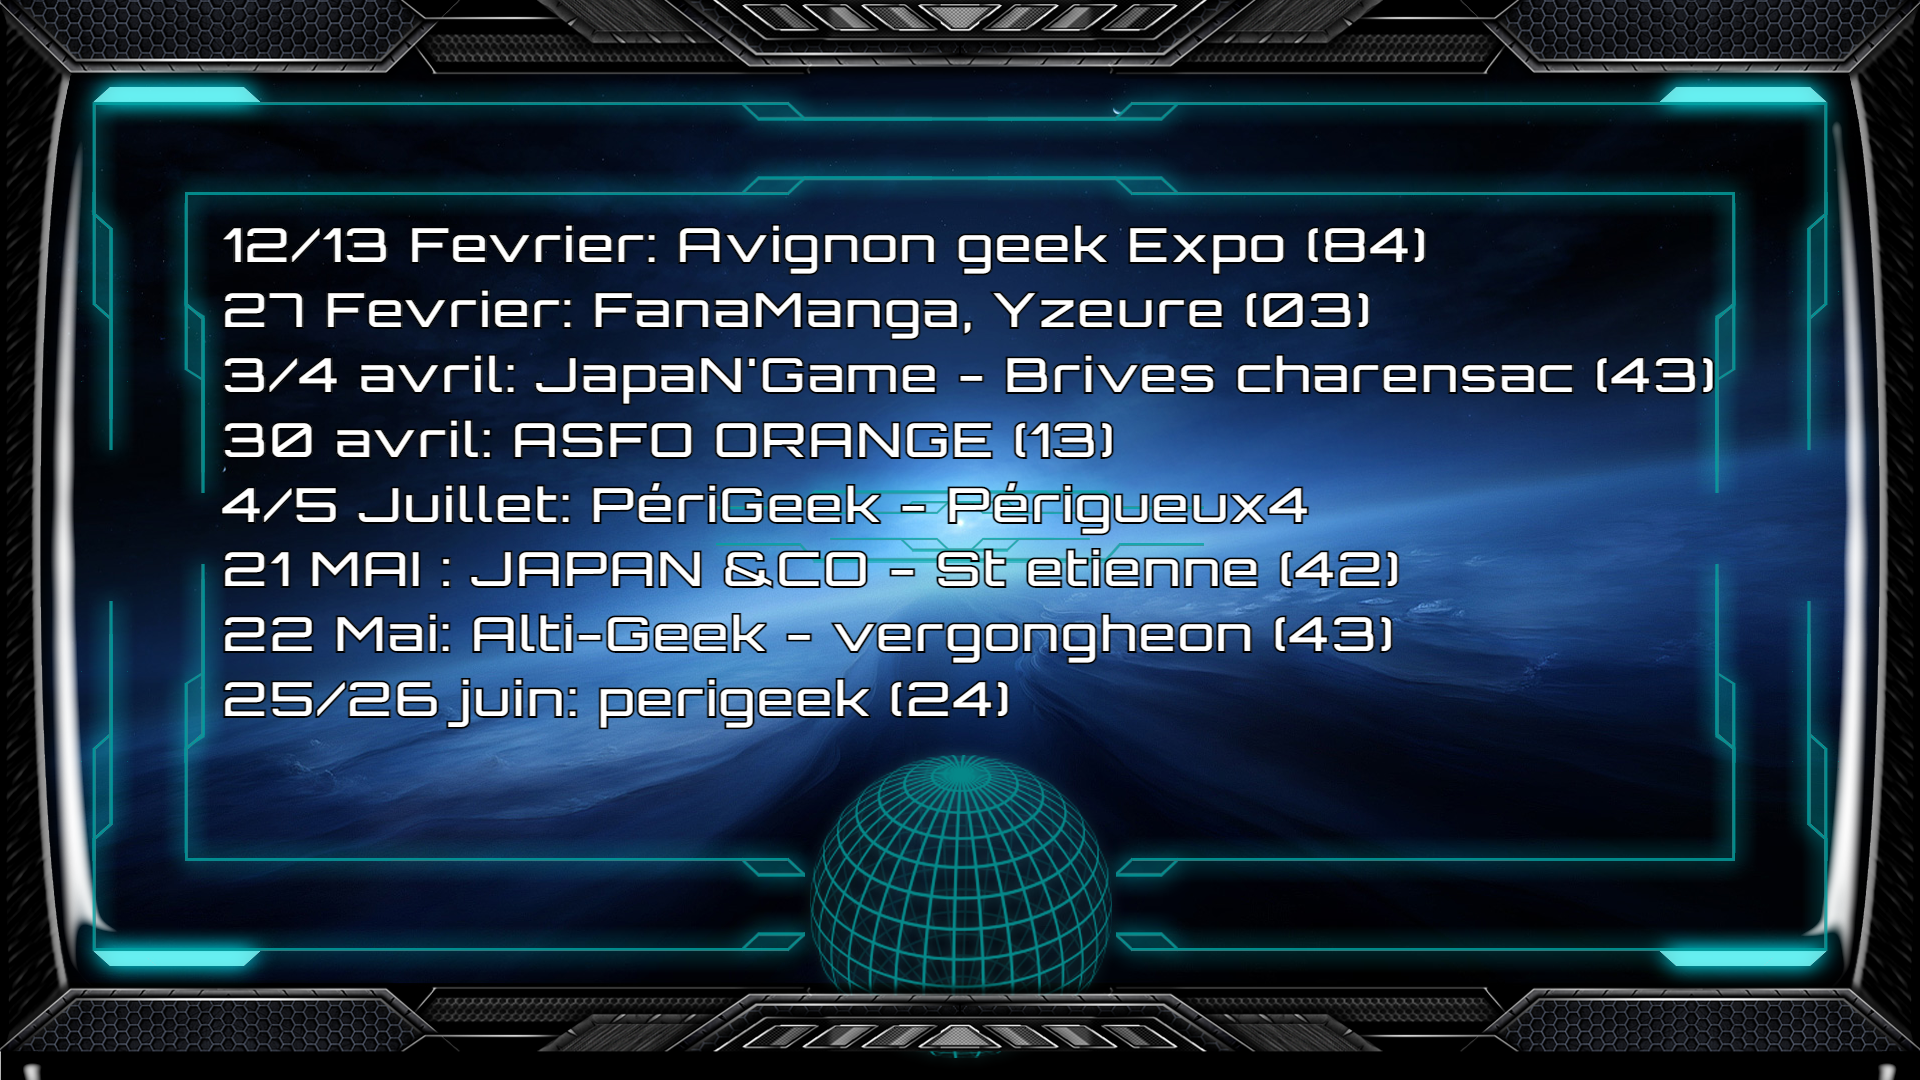 12/13 Fevrier: Avignon geek Expo (84)
27 Fevrier: FanaManga, Yzeure (03)
3/4 avril: JapaN'Game - Brives charensac (43)
30 avril: ASFO ORANGE (13)
4/5 Juillet: PériGeek - Périgueux4
21 MAI : JAPAN &CO - St etienne (42)
22 Mai: Alti-Geek - vergongheon (43)
25/26 juin: perigeek (24)